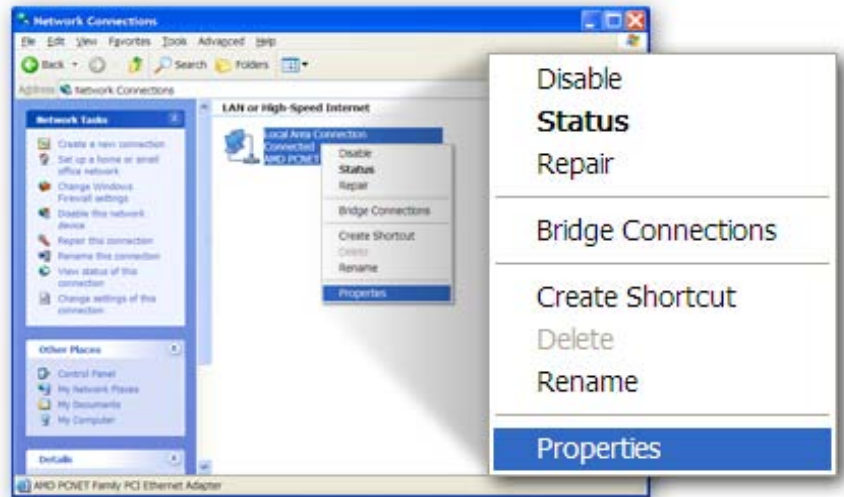 Network Connections
File Edit View Favorites Tools Advanced Help
Back Search Folders
Address Network Connections
Network Tasks
Create a new connection
Set up a home or small
office network
Change Windows
Firewall settings
Disable this network
device
Repair this connection
Rename this connection
View status of this
connection
Change settings of this
connection
Other Places
Control Panel
My Network Places
My Documents
My Computer
Details
LAN or High-Speed Internet
Local Area Connection
Connected
AMD PCNET
Disable
Status
Repair
Bridge Connections
Create Shortcut
Delete
Rename
Properties
AMD PCNET Family PCI Ethernet Adapter
Disable
Status
Repair
Bridge Connections
Create Shortcut
Delete
Rename
Properties